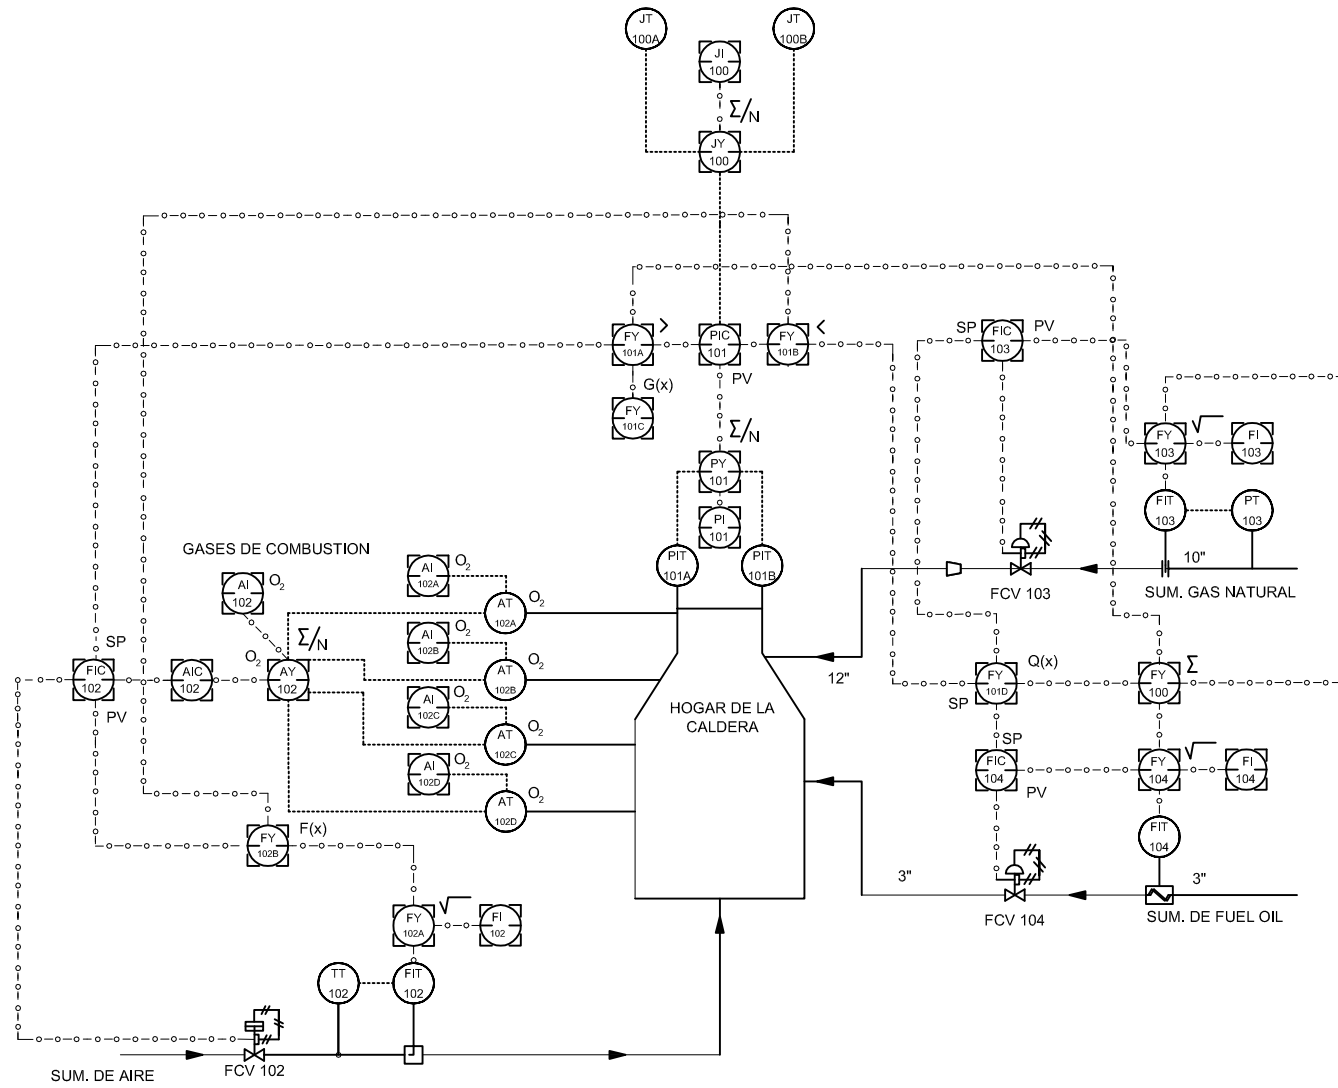 JT
100A
JT
100B
JI
100
Σ/N
JY
100
FY
101A
>
PIC
101
PV
FY
101B
<
SP
FIC
103
PV
G(x)
FY
101C
Σ/N
PY
101
PI
101
PIT
101A
PIT
101B
FY
103
√
FI
103
FIT
103
PT
103
10"
FCV 103
SUM. GAS NATURAL
GASES DE COMBUSTION
AI
102
O2
AI
102A
O2
AT
102A
O2
Σ/N
AI
102B
O2
SP
FIC
102
PV
AIC
102
O2
AY
102
AT
102B
O2
AI
102C
O2
AT
102C
O2
AI
102D
O2
AT
102D
O2
HOGAR DE LA
CALDERA
12"
FY
101D
Q(x)
SP
FY
100
Σ
SP
FIC
104
PV
FY
104
√
FI
104
FIT
104
3"
3"
FCV 104
SUM. DE FUEL OIL
FY
102B
F(x)
FY
102A
√
FI
102
TT
102
FIT
102
FCV 102
SUM. DE AIRE